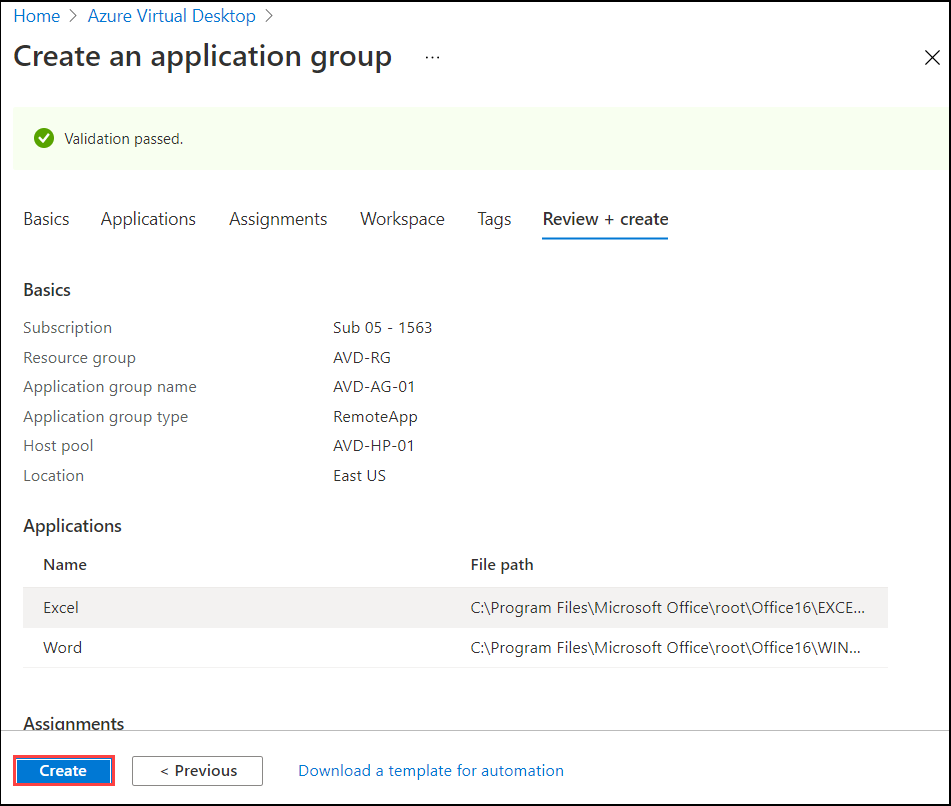 Home > Azure Virtual Desktop >
Create an application group ...
Validation passed.
Basics Applications Assignments Workspace Tags Review + create
Basics
Subscription Sub 05 - 1563
Resource group AVD-RG
Application group name AVD-AG-01
Application group type RemoteApp
Host pool AVD-HP-01
Location East US
Applications
Name File path
Excel C:\Program Files\Microsoft Office\root\Office16\EXCE...
Word C:\Program Files\Microsoft Office\root\Office16\WIN...
Assignments
Create < Previous Download a template for automation